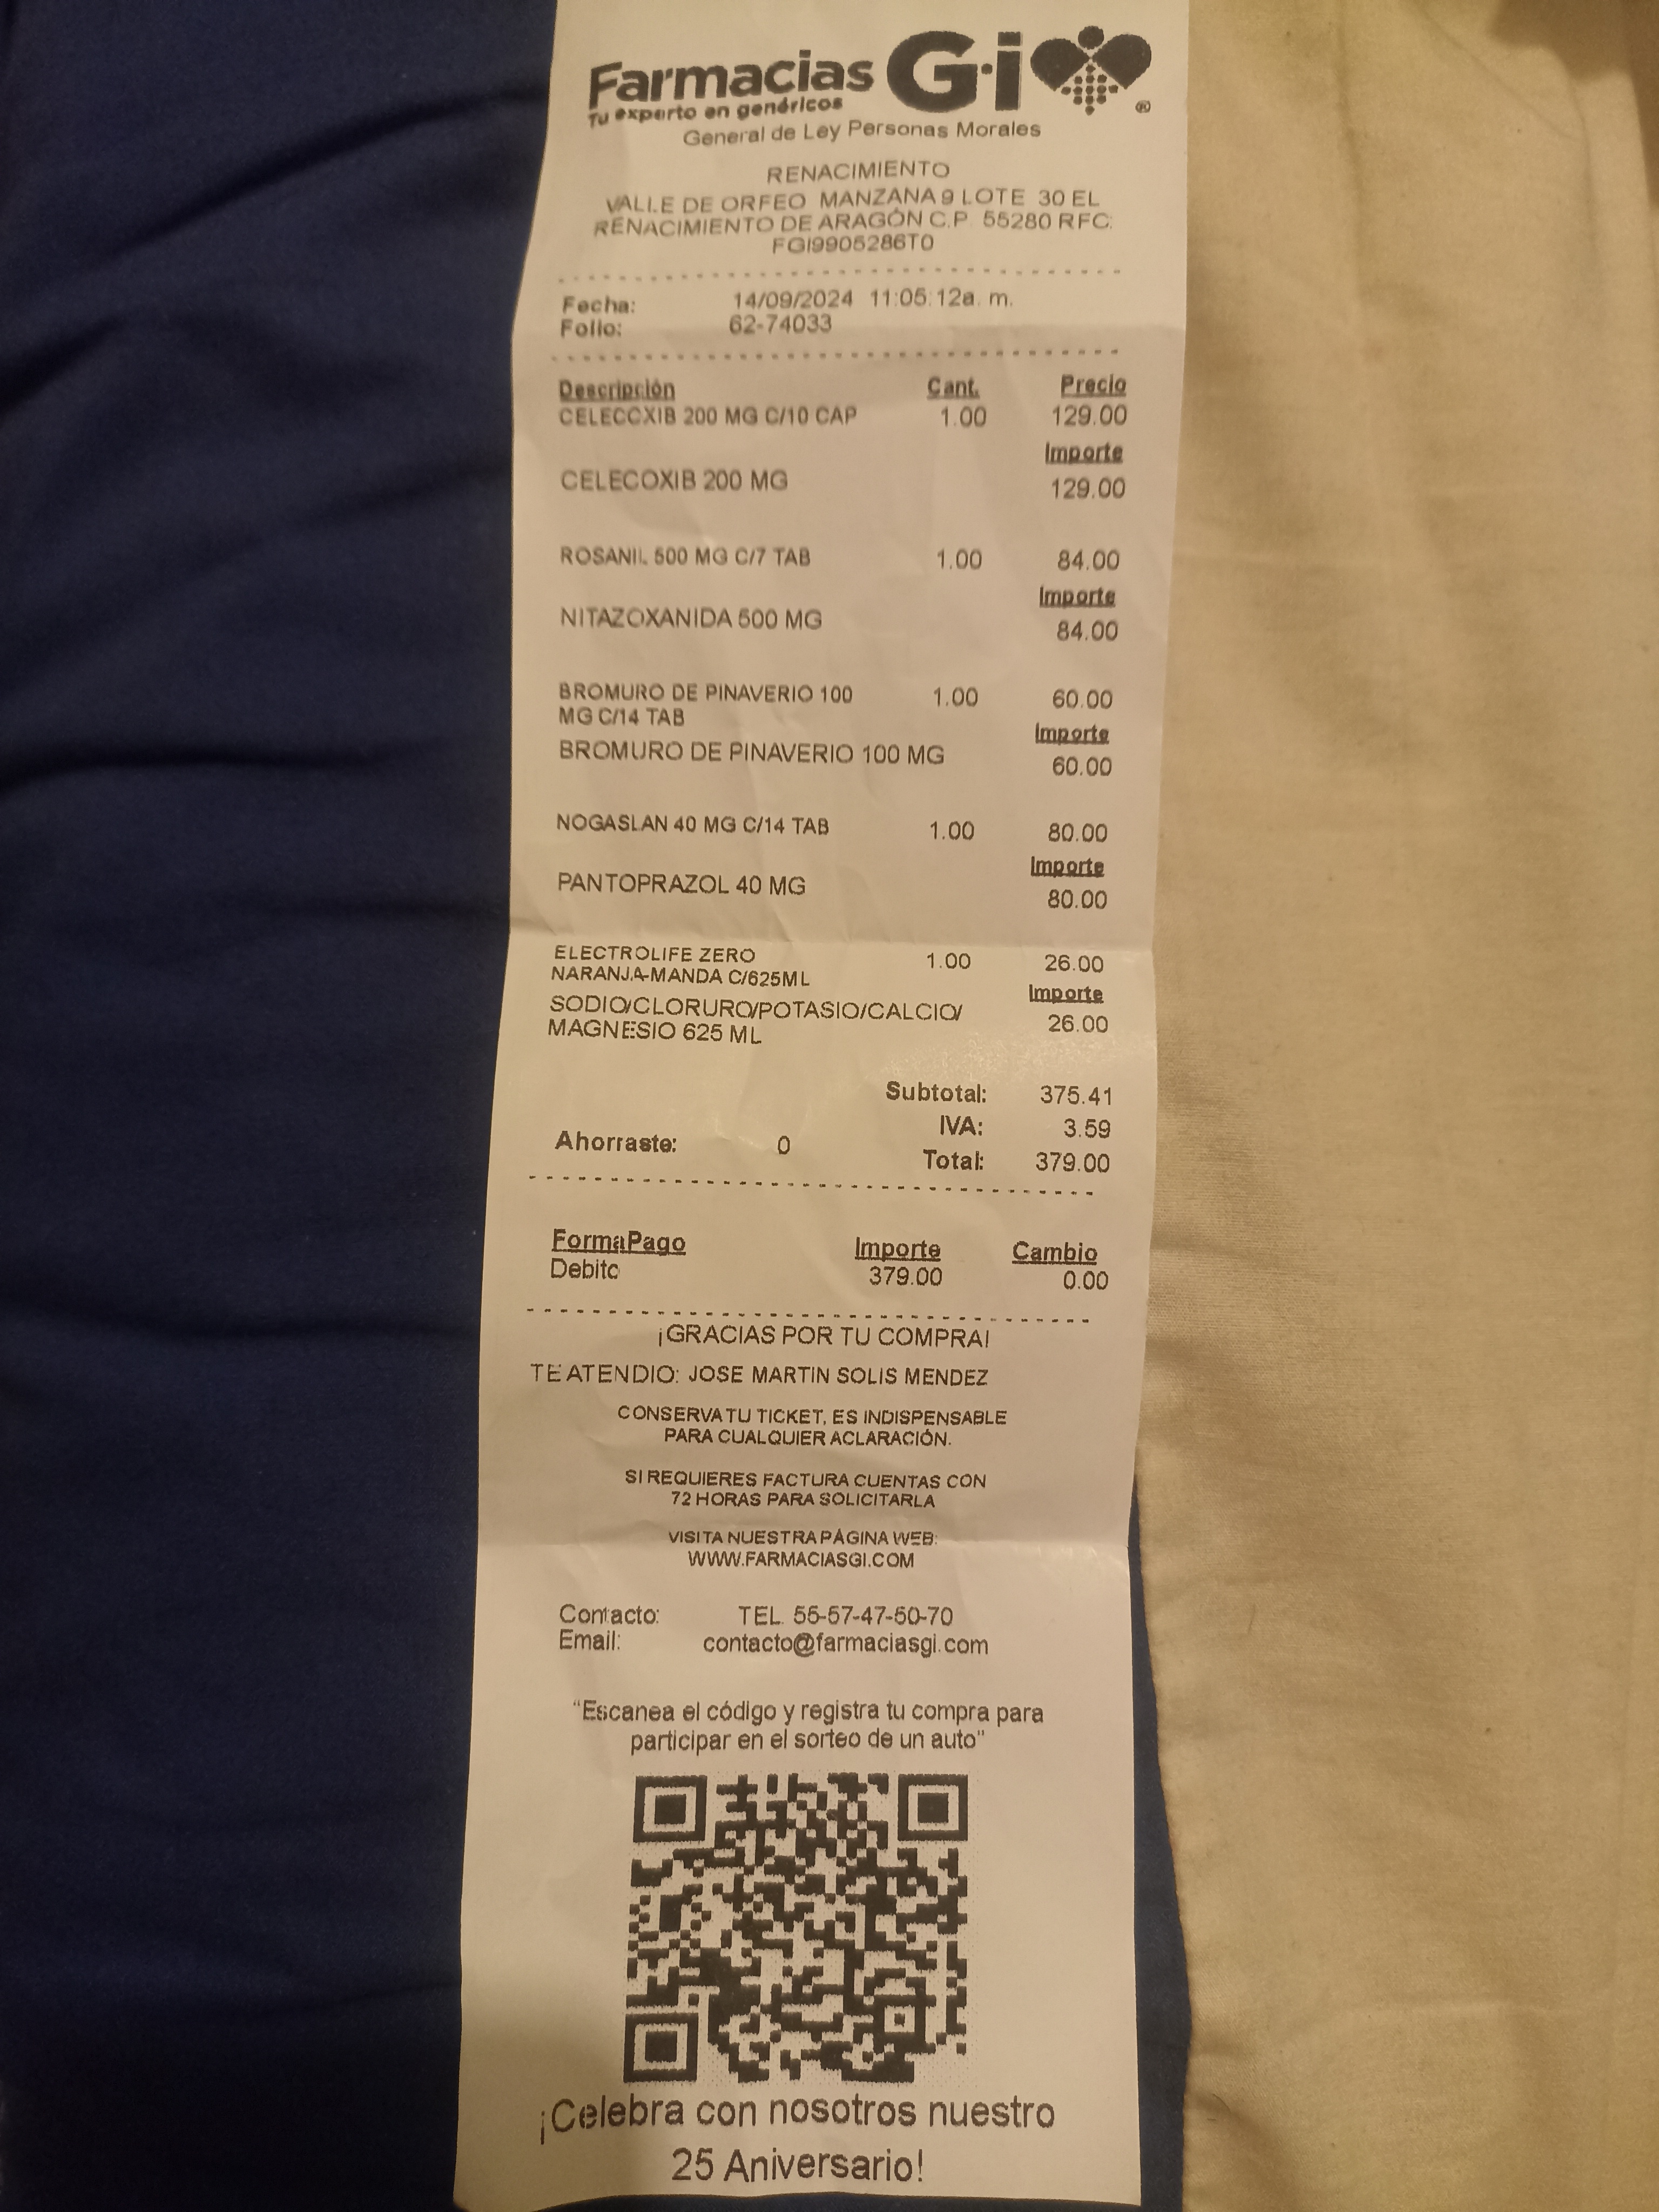 Farmacias G·i ®
Tu experto en genéricos
General de Ley Personas Morales
RENACIMIENTO
VALLE DE ORFEO MANZANA 9 LOTE 30 EL
RENACIMIENTO DE ARAGÓN C.P. 55280 RFC:
FGI9905286T0
Fecha: 14/09/2024 11:05:12a. m.
Folio: 62-74033
Descripción Cant. Precio
CELECOXIB 200 MG C/10 CAP 1.00 129.00
Importe
CELECOXIB 200 MG 129.00
ROSANIL 500 MG C/7 TAB 1.00 84.00
Importe
NITAZOXANIDA 500 MG 84.00
BROMURO DE PINAVERIO 100 1.00 60.00
MG C/14 TAB
Importe
BROMURO DE PINAVERIO 100 MG 60.00
NOGASLAN 40 MG C/14 TAB 1.00 80.00
Importe
PANTOPRAZOL 40 MG 80.00
ELECTROLIFE ZERO 1.00 26.00
NARANJA-MANDA C/625ML
Importe
SODIO/CLORURO/POTASIO/CALCIO/ 26.00
MAGNESIO 625 ML
Subtotal: 375.41
IVA: 3.59
Ahorraste: 0 Total: 379.00
FormaPago Importe Cambio
Debito 379.00 0.00
¡GRACIAS POR TU COMPRA!
TE ATENDIO: JOSE MARTIN SOLIS MENDEZ
CONSERVA TU TICKET, ES INDISPENSABLE
PARA CUALQUIER ACLARACIÓN.
SI REQUIERES FACTURA CUENTAS CON
72 HORAS PARA SOLICITARLA
VISITA NUESTRA PÁGINA WEB:
WWW.FARMACIASGI.COM
Contacto: TEL. 55-57-47-50-70
Email: contacto@farmaciasgi.com
"Escanea el código y registra tu compra para
participar en el sorteo de un auto"
¡Celebra con nosotros nuestro
25 Aniversario!